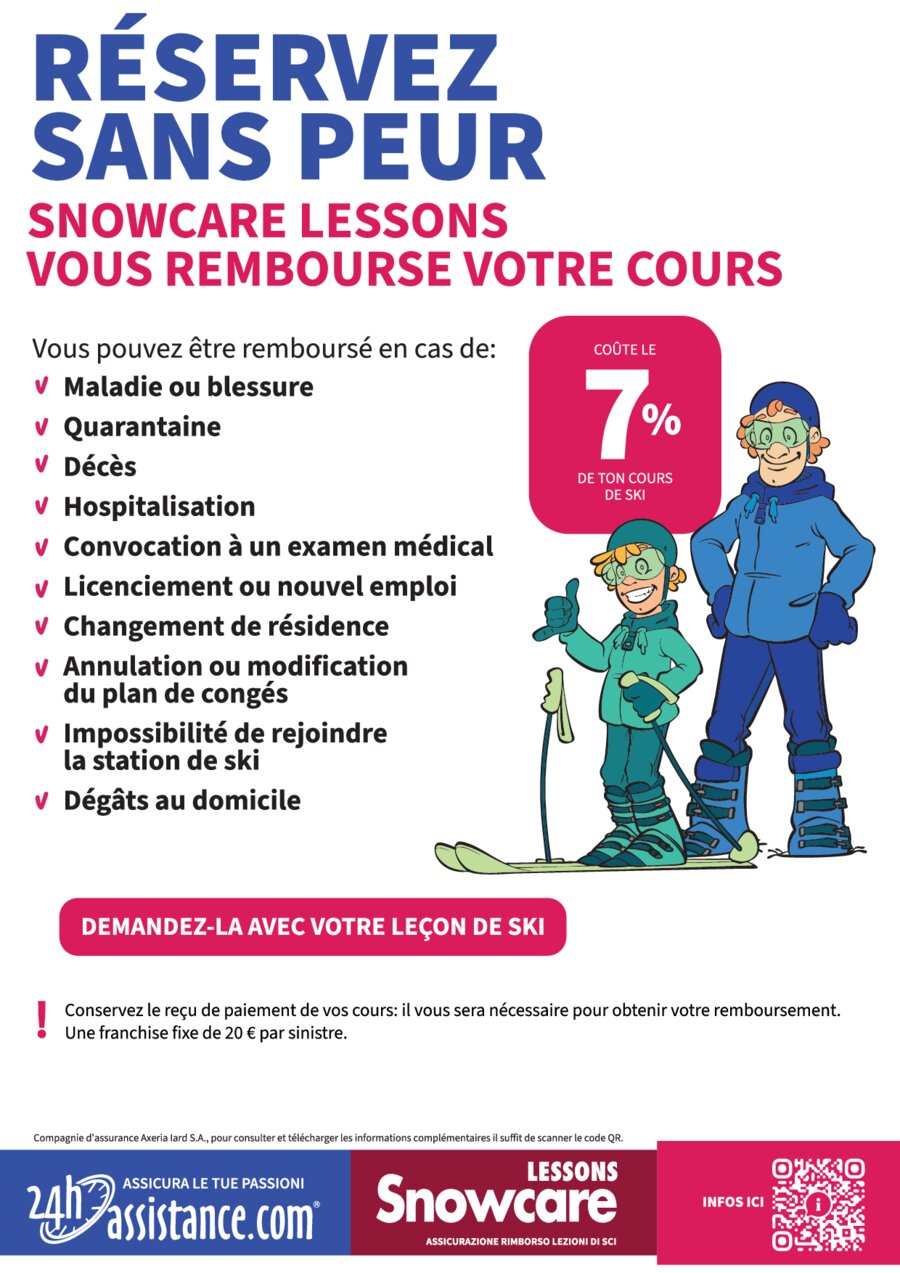 RÉSERVEZ
SANS PEUR
SNOWCARE LESSONS
VOUS REMBOURSE VOTRE COURS
Vous pouvez être remboursé en cas de:
Maladie ou blessure
Quarantaine
Décès
Hospitalisation
Convocation à un examen médical
Licenciement ou nouvel emploi
Changement de résidence
Annulation ou modification
du plan de congés
Impossibilité de rejoindre
la station de ski
Dégâts au domicile
COÛTE LE
7%
DE TON COURS
DE SKI
DEMANDEZ-LA AVEC VOTRE LEÇON DE SKI
! Conservez le reçu de paiement de vos cours: il vous sera nécessaire pour obtenir votre remboursement.
Une franchise fixe de 20 € par sinistre.
Compagnie d'assurance Axeria Iard S.A., pour consulter et télécharger les informations complémentaires il suffit de scanner le code QR.
ASSICURA LE TUE PASSIONI
24h assistance.com®
LESSONS
Snowcare
ASSICURAZIONE RIMBORSO LEZIONI DI SCI
INFOS ICI
i